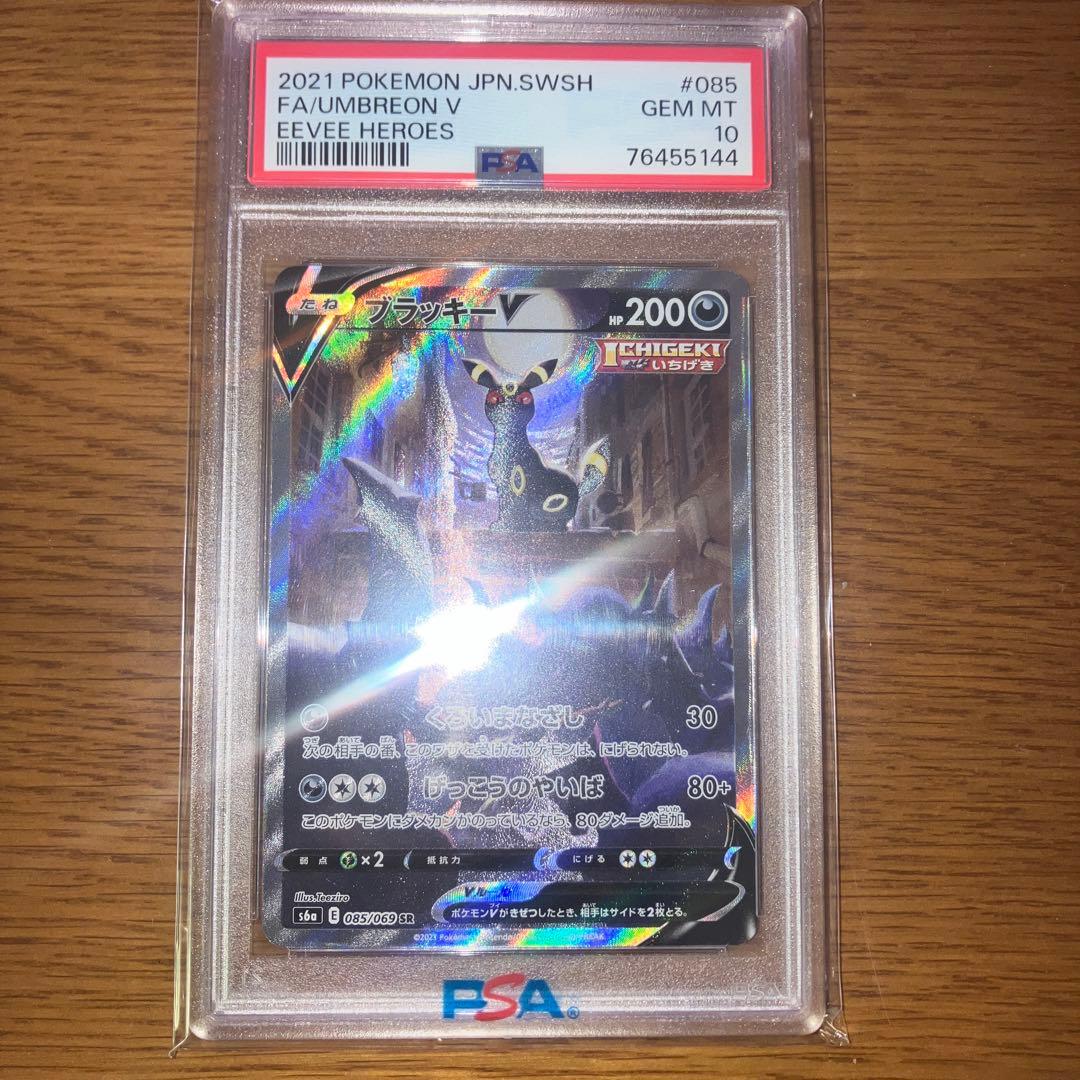 2021 POKEMON JPN.SWSH #085
FA/UMBREON V GEM MT
EEVEE HEROES 10
PSA 76455144
たね ブラッキーV HP 200
ICHIGEKI
いちげき
くろいまなざし 30
次の相手の番、このワザを受けたポケモンは、にげられない。
げっこうのやいば 80+
このポケモンにダメカンがのっているなら、80ダメージ追加。
弱点 ×2 抵抗力 にげる
Illus.Teeziro
Vルール
s6a E 085/069 SR ポケモンVがきぜつしたとき、相手はサイドを2枚とる。
PSA®